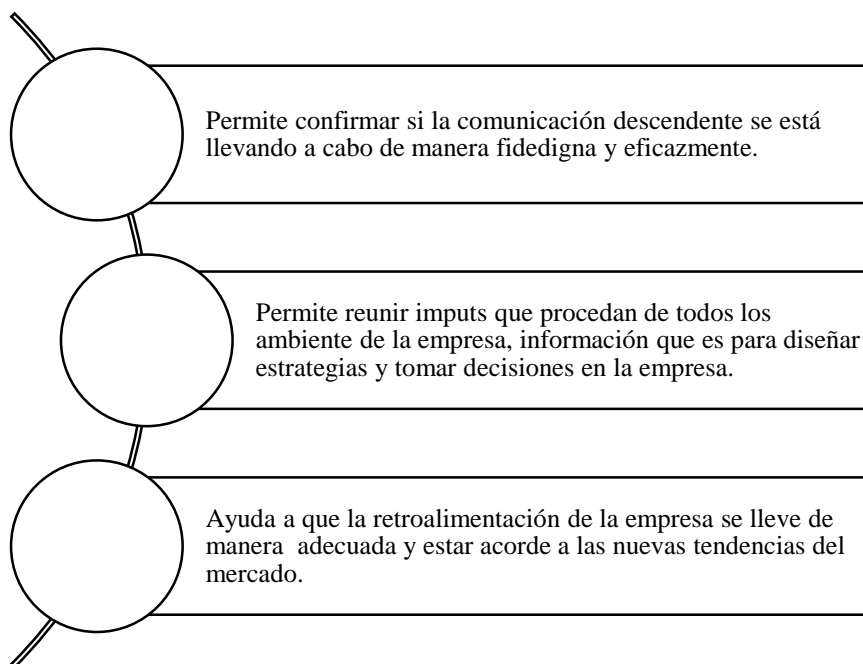 Permite confirmar si la comunicación descendente se está
llevando a cabo de manera fidedigna y eficazmente.
Permite reunir imputs que procedan de todos los
ambiente de la empresa, información que es para diseñar
estrategias y tomar decisiones en la empresa.
Ayuda a que la retroalimentación de la empresa se lleve de
manera  adecuada y estar acorde a las nuevas tendencias del
mercado.